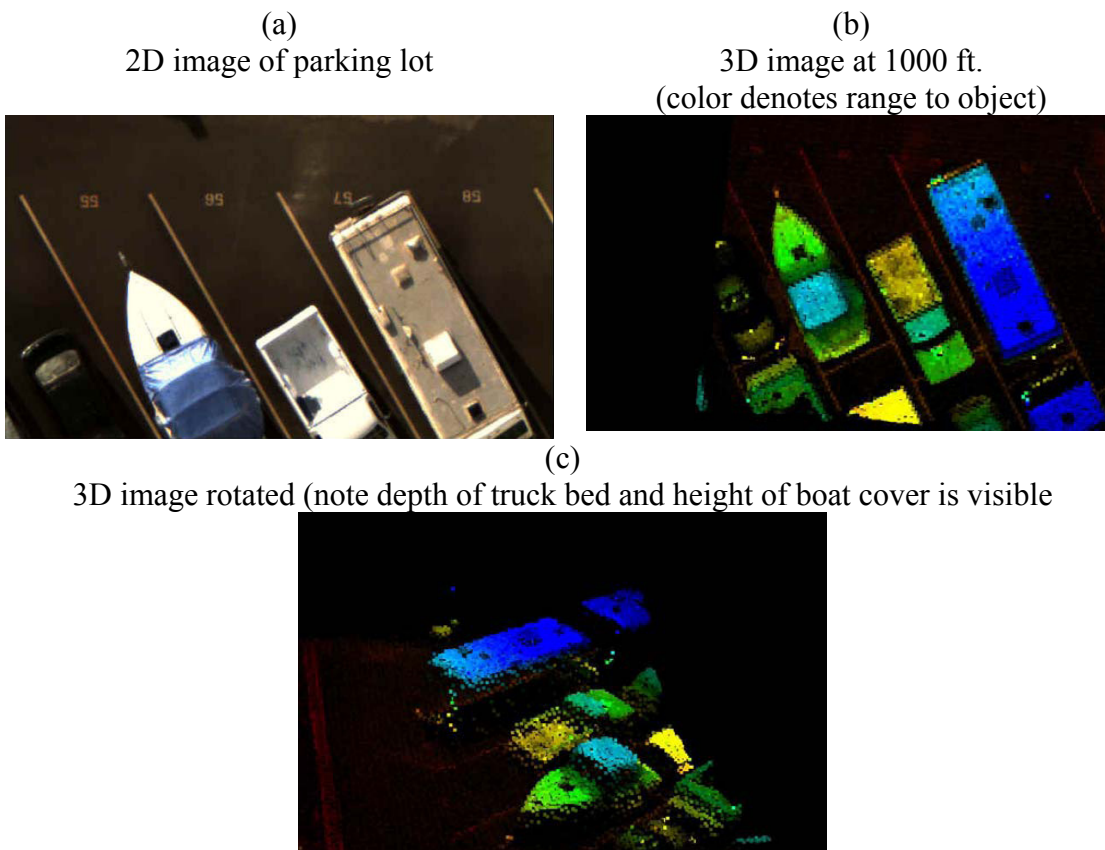 (a)
2D image of parking lot
(b)
3D image at 1000 ft.
(color denotes range to object)
55
56
57
58
(c)
3D image rotated (note depth of truck bed and height of boat cover is visible